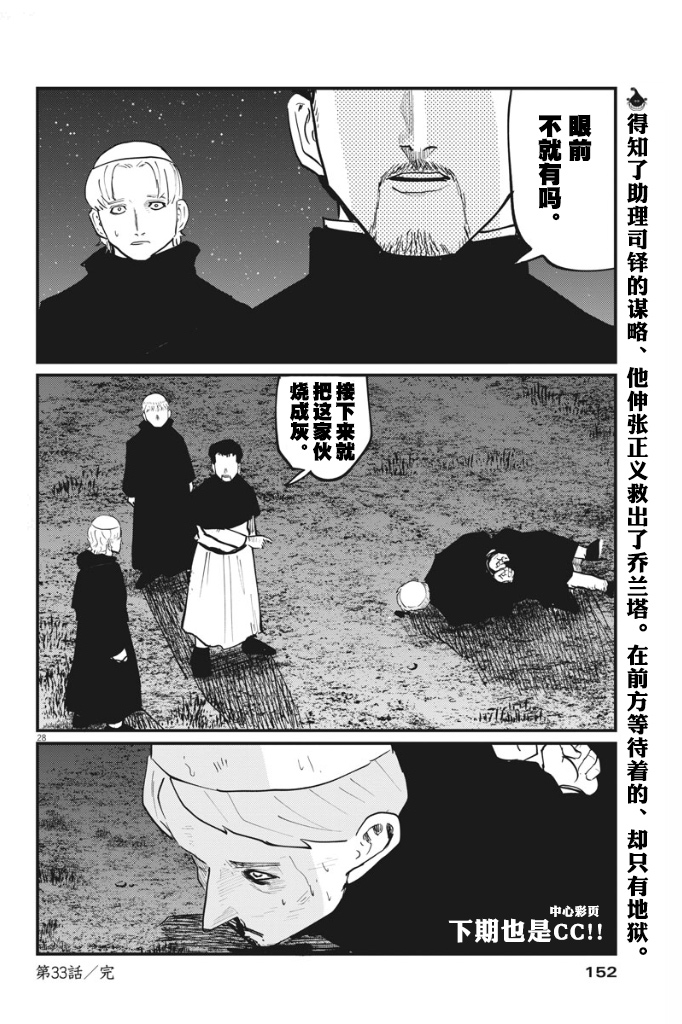 眼前
不就有吗。
接下来就
把这家伙
烧成灰。
得知了助理司铎的谋略、他伸张正义救出了乔兰塔。在前方等待着的、却只有地狱。
28
中心彩页
下期也是CC!!
第33話／完
152